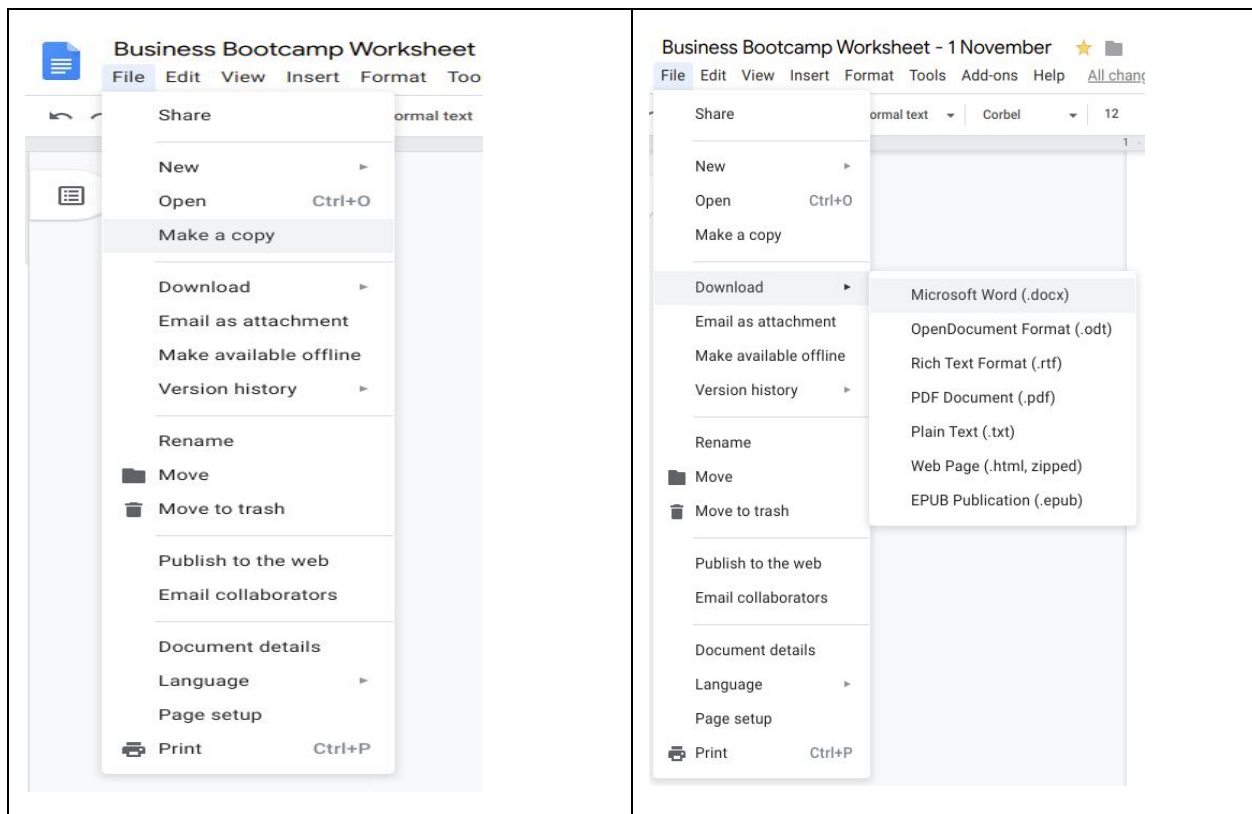 Business Bootcamp Worksheet
File Edit View Insert Format
ormal text
Share
New
Open Ctrl+O
Make a copy
Download
Email as attachment
Make available offline
Version history
Rename
Move
Move to trash
Publish to the web
Email collaborators
Document details
Language
Page setup
Print Ctrl+P
Business Bootcamp Worksheet - 1 November
File Edit View Insert Format Tools Add-ons Help All chang
Share
ormal text Corbel 12
1
New
Open Ctrl+O
Make a copy
Download
Microsoft Word (.docx)
OpenDocument Format (.odt)
Rich Text Format (.rtf)
PDF Document (.pdf)
Plain Text (.txt)
Web Page (.html, zipped)
EPUB Publication (.epub)
Email as attachment
Make available offline
Version history
Rename
Move
Move to trash
Publish to the web
Email collaborators
Document details
Language
Page setup
Print Ctrl+P